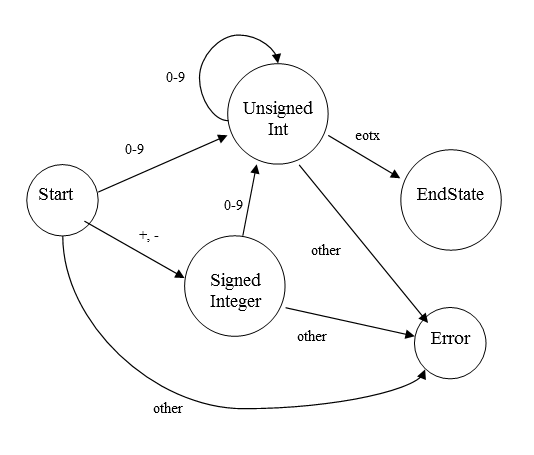 0-9
Unsigned
Int
eotx
0-9
Start
EndState
0-9
+, -
other
Signed
Integer
Error
other
other